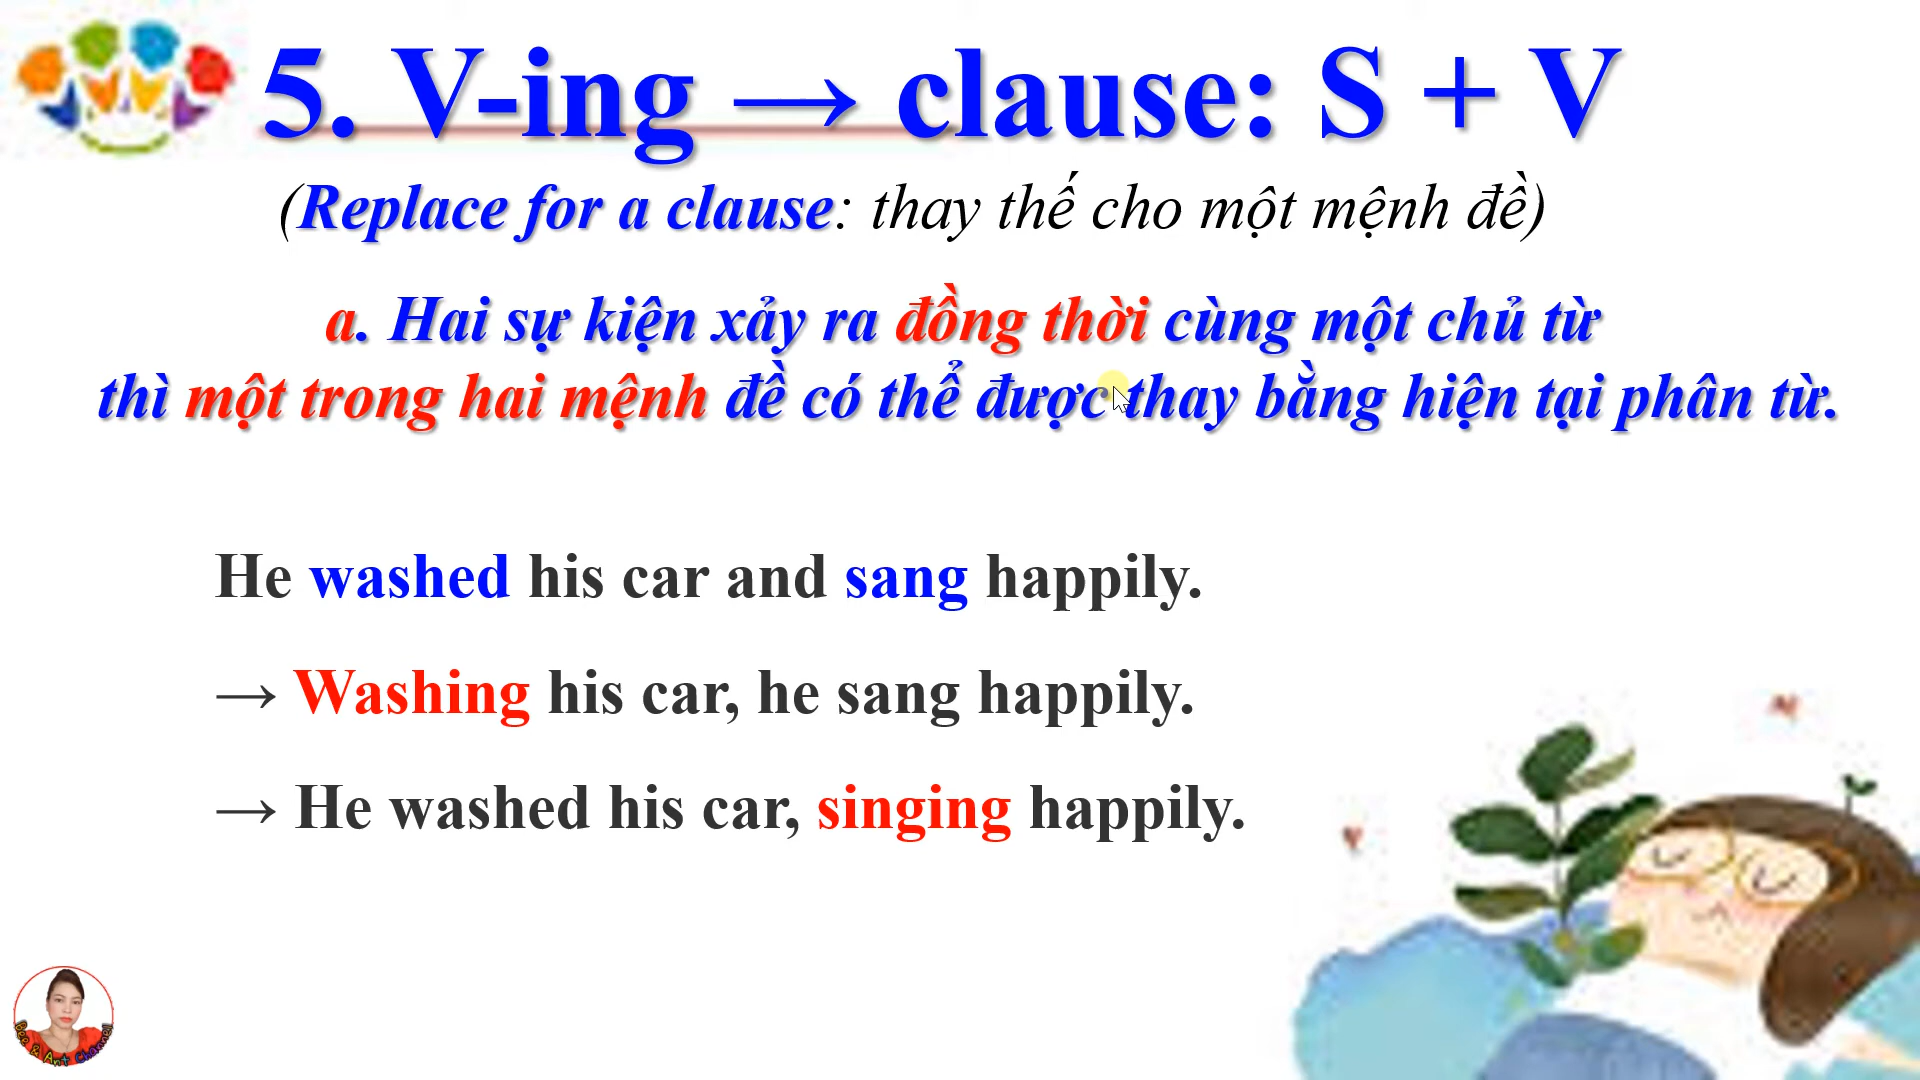 5. V-ing → clause: S + V
(Replace for a clause: thay thế cho một mệnh đề)
a. Hai sự kiện xảy ra đồng thời cùng một chủ từ
thì một trong hai mệnh đề có thể được thay bằng hiện tại phân từ.
He washed his car and sang happily.
→ Washing his car, he sang happily.
→ He washed his car, singing happily.
Bee & Ant Channel